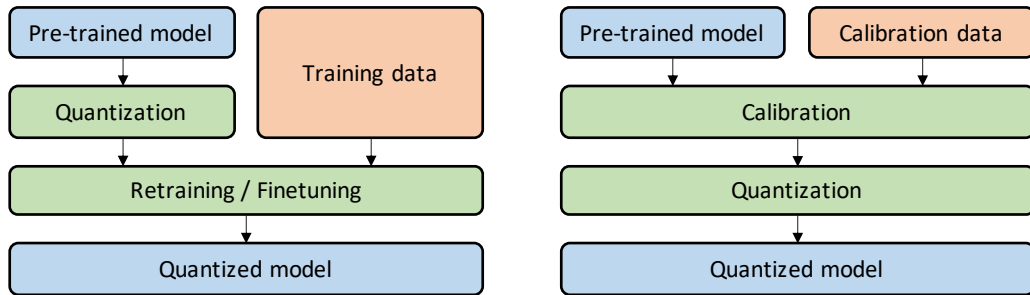 Pre-trained model
Training data
Quantization
Retraining / Finetuning
Quantized model
Pre-trained model
Calibration data
Calibration
Quantization
Quantized model